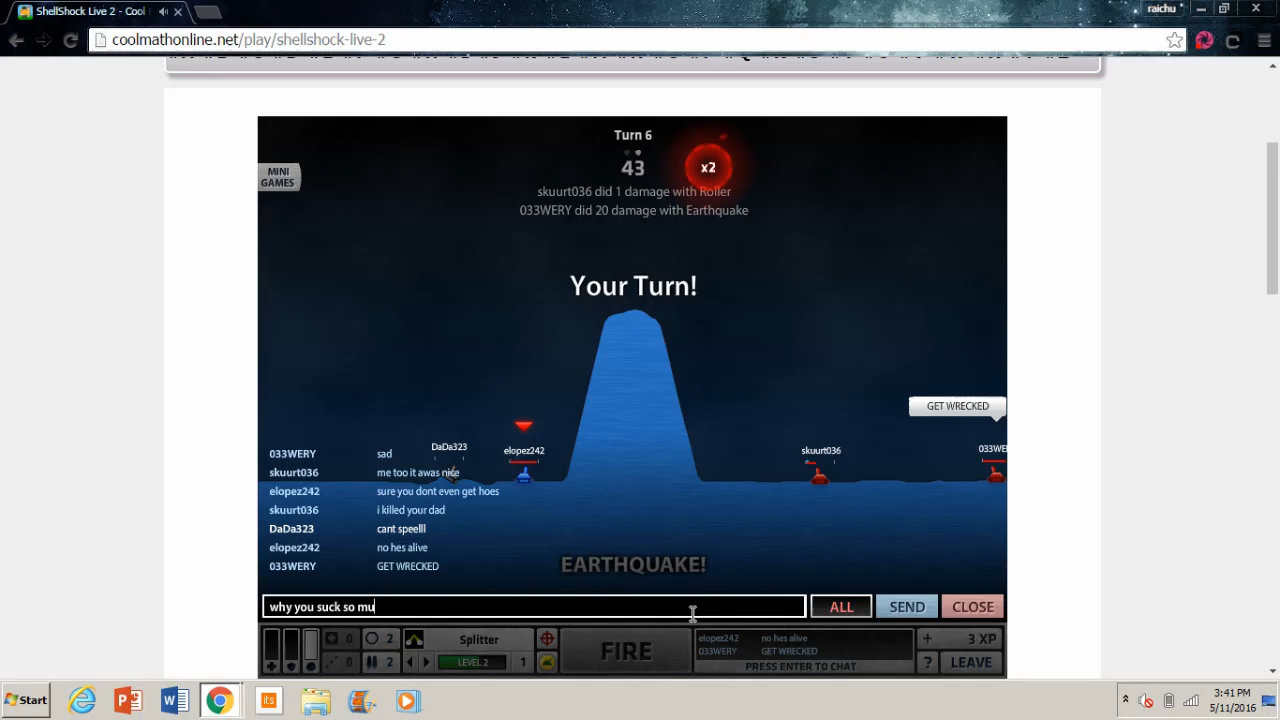 ShellShock Live 2 - Cool
raichu
coolmathonline.net/play/shellshock-live-2
Turn 6
43
x2
MINI
GAMES
skuurt036 did 1 damage with Roller
033WERY did 20 damage with Earthquake
Your Turn!
GET WRECKED
DaDa323
elopez242
skuurt036
033WE
033WERY sad
skuurt036 me too it awas nice
elopez242 sure you dont even get hoes
skuurt036 i killed your dad
DaDa323 cant speelll
elopez242 no hes alive
033WERY GET WRECKED
EARTHQUAKE!
why you suck so mu
ALL
SEND
CLOSE
0 2 Splitter
0 2 LEVEL 2 1
FIRE
elopez242 no hes alive
033WERY GET WRECKED
PRESS ENTER TO CHAT
+ 3 XP
? LEAVE
Start
its
3:41 PM
5/11/2016